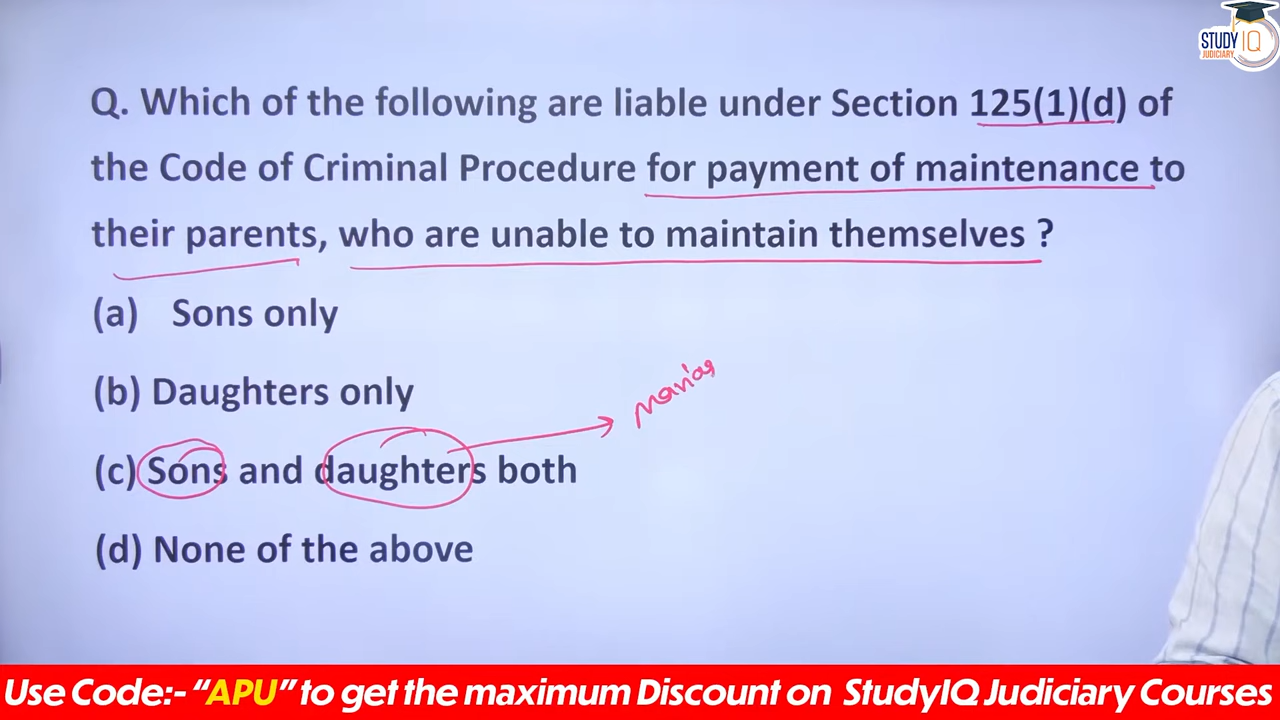 STUDY IQ
JUDICIARY
Q. Which of the following are liable under Section 125(1)(d) of
the Code of Criminal Procedure for payment of maintenance to
their parents, who are unable to maintain themselves ?
(a) Sons only
(b) Daughters only
(c) Sons and daughters both
(d) None of the above
Use Code:- “APU” to get the maximum Discount on StudyIQ Judiciary Courses